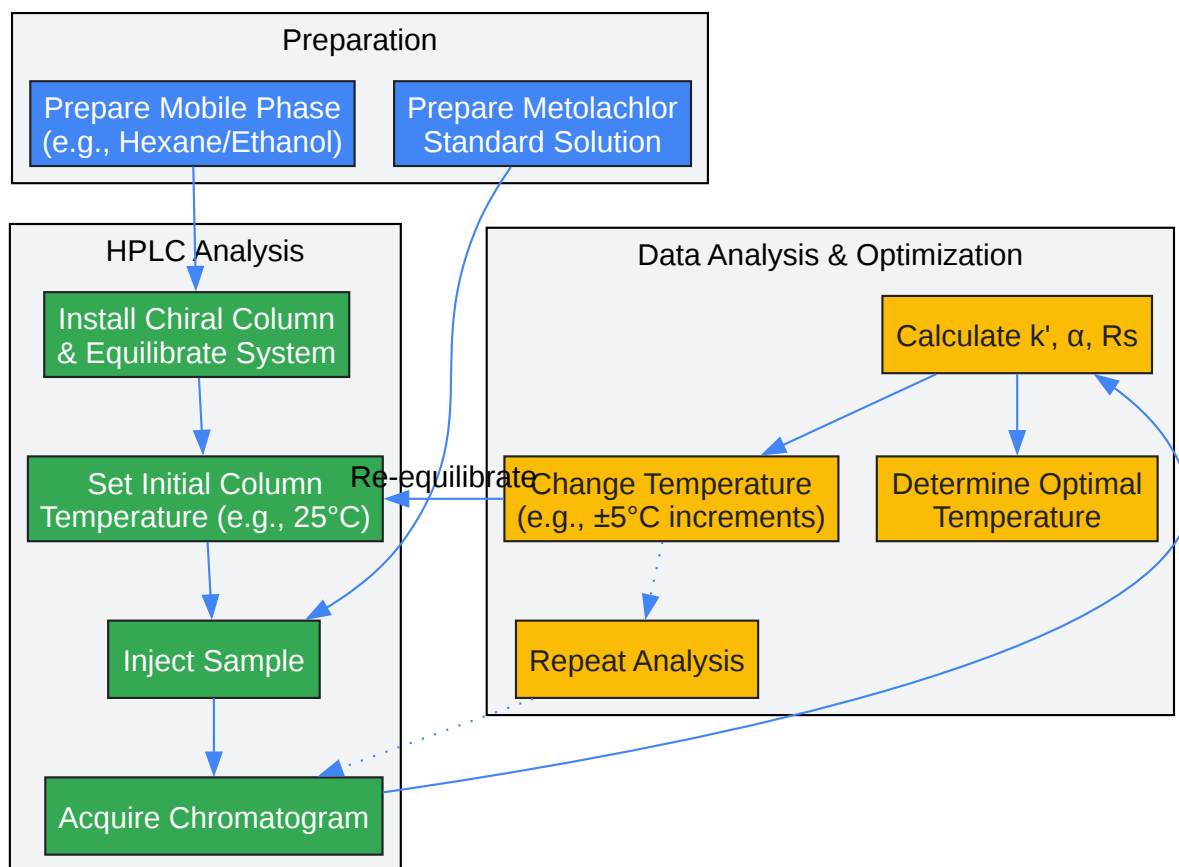 Preparation
Prepare Mobile Phase
(e.g., Hexane/Ethanol)
Prepare Metolachlor
Standard Solution
HPLC Analysis
Install Chiral Column
& Equilibrate System
Set Initial Column
Temperature (e.g., 25°C)
Inject Sample
Acquire Chromatogram
Re-equilibrate
Data Analysis & Optimization
Calculate k', α, Rs
Change Temperature
(e.g., ±5°C increments)
Determine Optimal
Temperature
Repeat Analysis